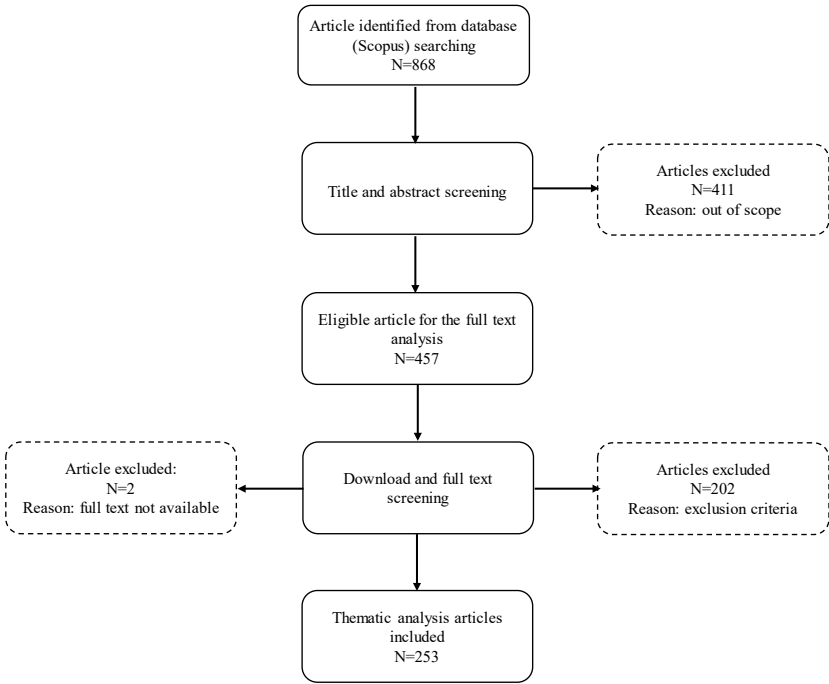 Article identified from database
(Scopus) searching
N=868
Title and abstract screening
Articles excluded
N=411
Reason: out of scope
Eligible article for the full text
analysis
N=457
Article excluded:
N=2
Reason: full text not available
Download and full text
screening
Articles excluded
N=202
Reason: exclusion criteria
Thematic analysis articles
included
N=253